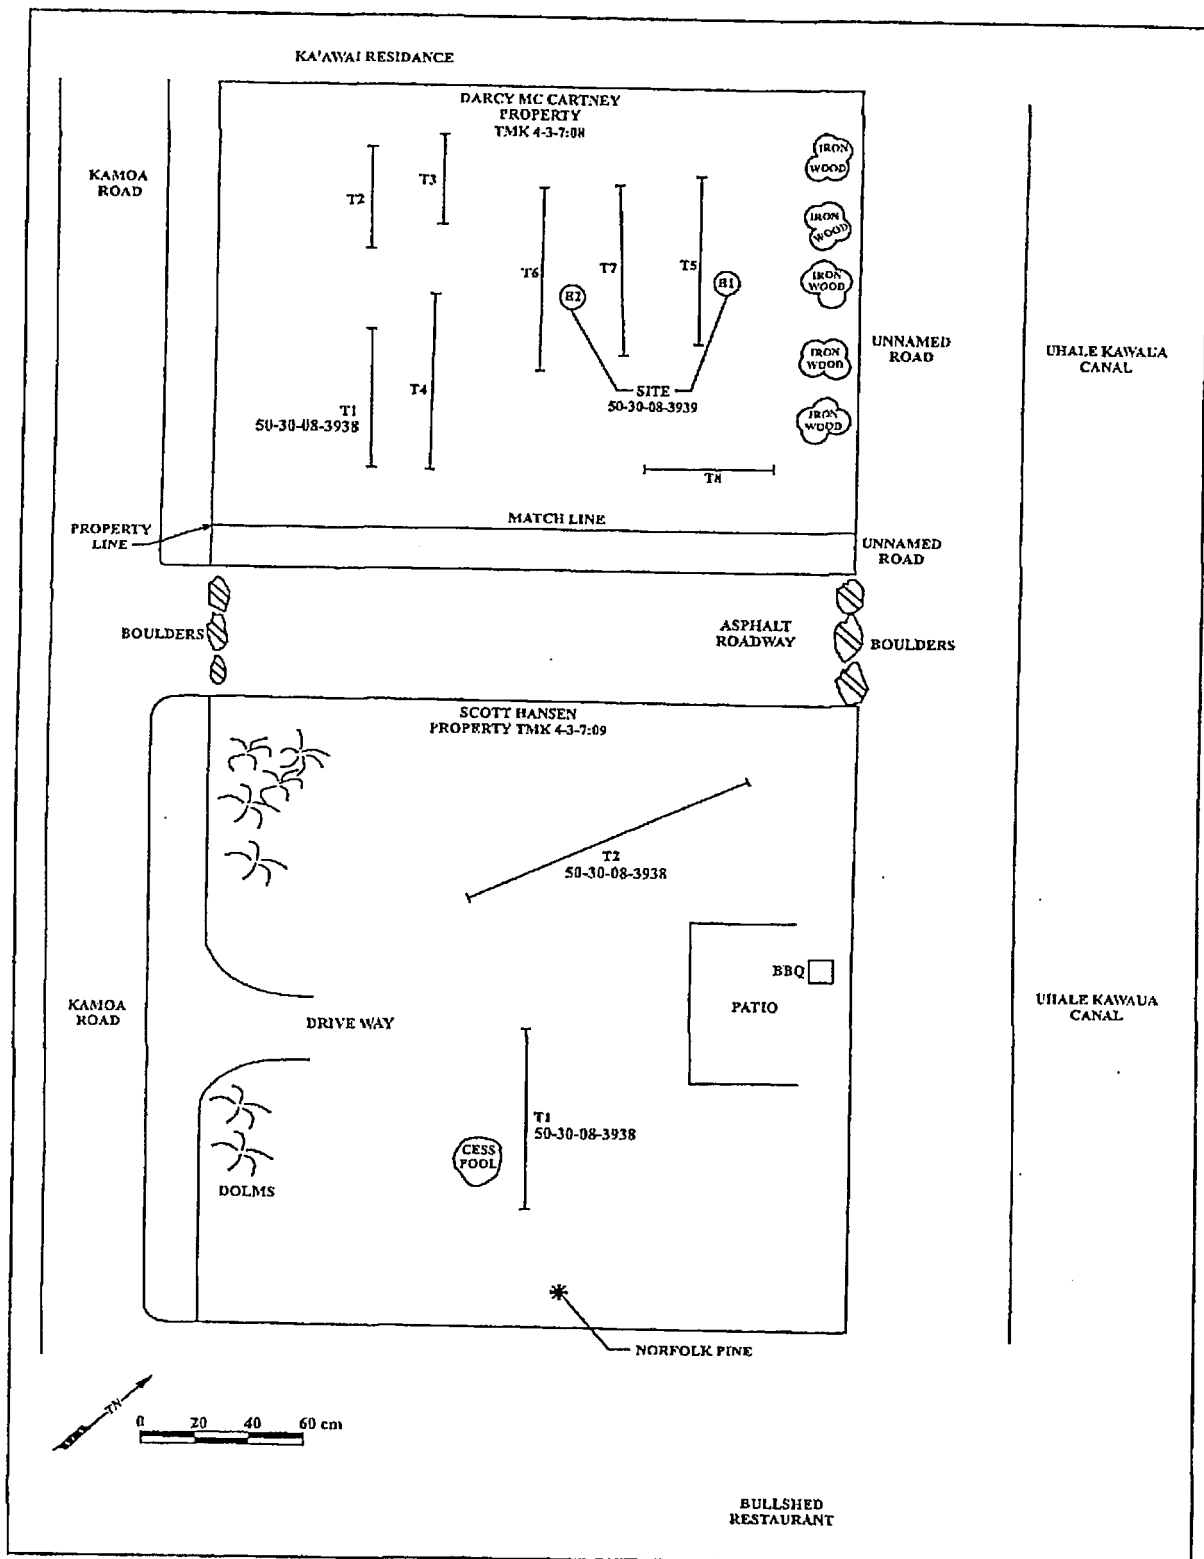 KA'AWAI RESIDANCE
DARCY MC CARTNEY
PROPERTY
TMK 4-3-7:08
KAMOA
ROAD
T2
T3
T6
T7
T5
IRON
WOOD
IRON
WOOD
IRON
WOOD
IRON
WOOD
IRON
WOOD
UNNAMED
ROAD
UHALE KAWAUA
CANAL
T1
50-30-08-3938
T4
SITE
50-30-08-3939
T8
PROPERTY
LINE
MATCH LINE
UNNAMED
ROAD
BOULDERS
ASPHALT
ROADWAY
BOULDERS
SCOTT HANSEN
PROPERTY TMK 4-3-7:09
T2
50-30-08-3938
KAMOA
ROAD
DRIVE WAY
BBQ
PATIO
UHALE KAWAUA
CANAL
T1
50-30-08-3938
CESS
POOL
DOLMS
NORFOLK PINE
TN
0 20 40 60 cm
BULLSHED
RESTAURANT